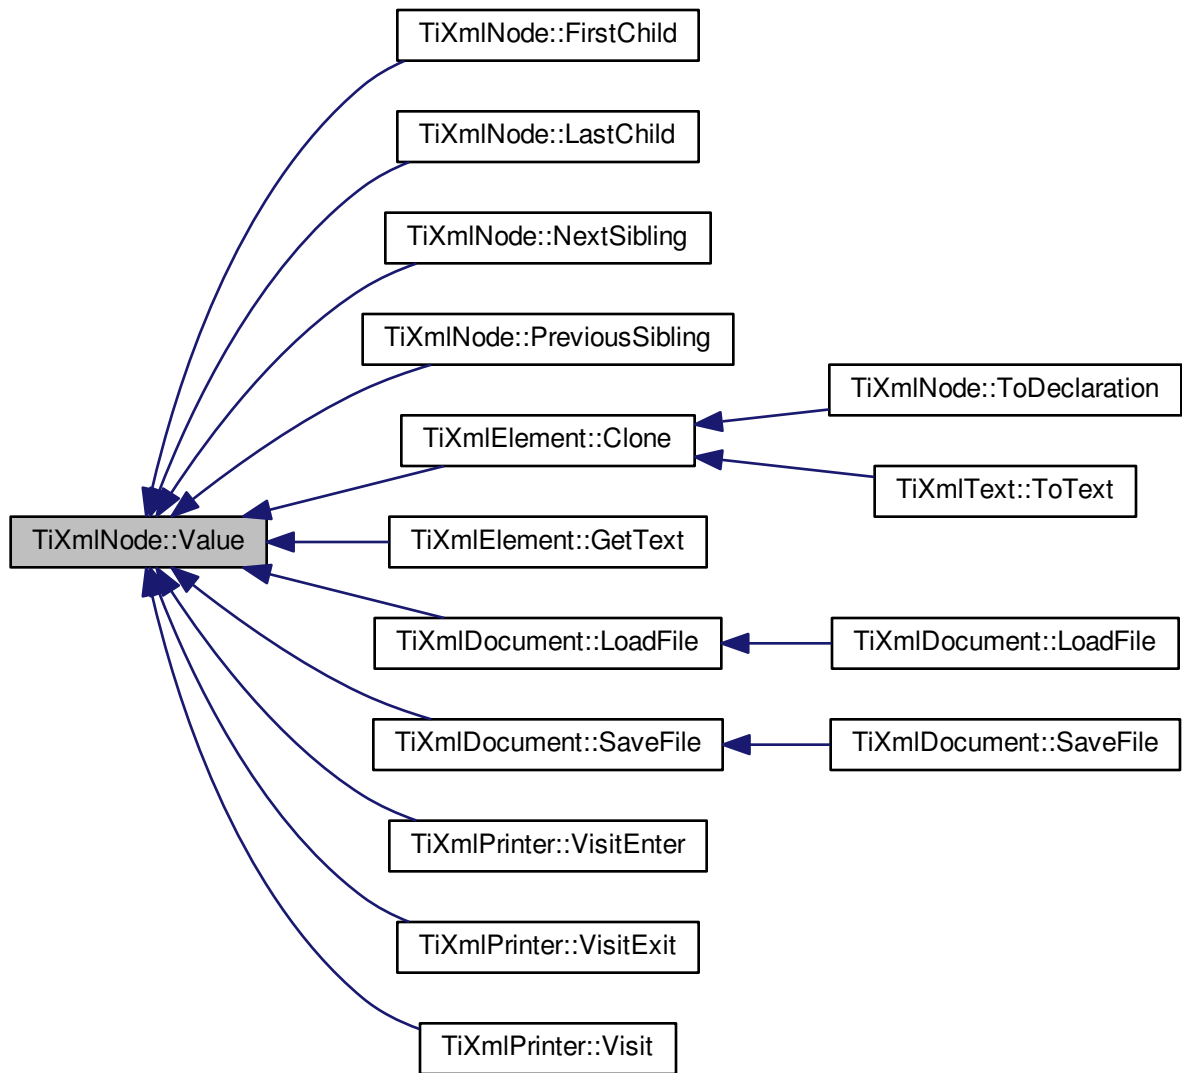 TiXmlNode::FirstChild
TiXmlNode::LastChild
TiXmlNode::NextSibling
TiXmlNode::PreviousSibling
TiXmlNode::ToDeclaration
TiXmlElement::Clone
TiXmlText::ToText
TiXmlNode::Value
TiXmlElement::GetText
TiXmlDocument::LoadFile
TiXmlDocument::LoadFile
TiXmlDocument::SaveFile
TiXmlDocument::SaveFile
TiXmlPrinter::VisitEnter
TiXmlPrinter::VisitExit
TiXmlPrinter::Visit